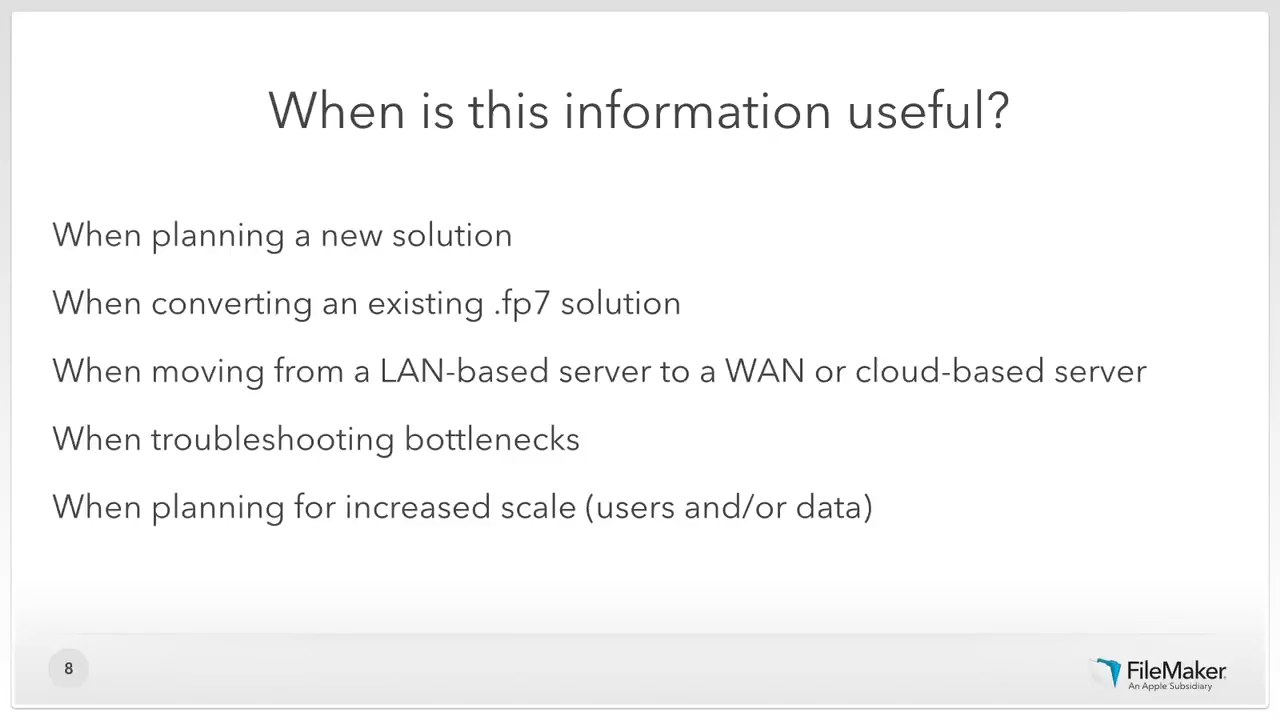 When is this information useful?
When planning a new solution
When converting an existing .fp7 solution
When moving from a LAN-based server to a WAN or cloud-based server
When troubleshooting bottlenecks
When planning for increased scale (users and/or data)
8
FileMaker
An Apple Subsidiary